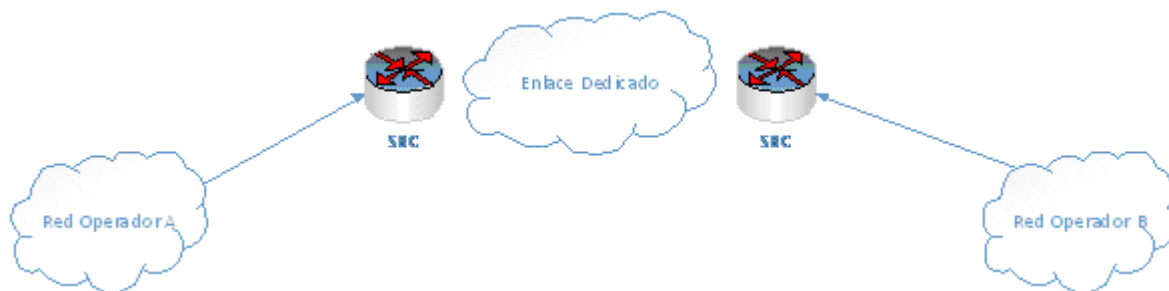 Enlace Dedicado
SBC
SBC
Red Operador A
Red Operador B